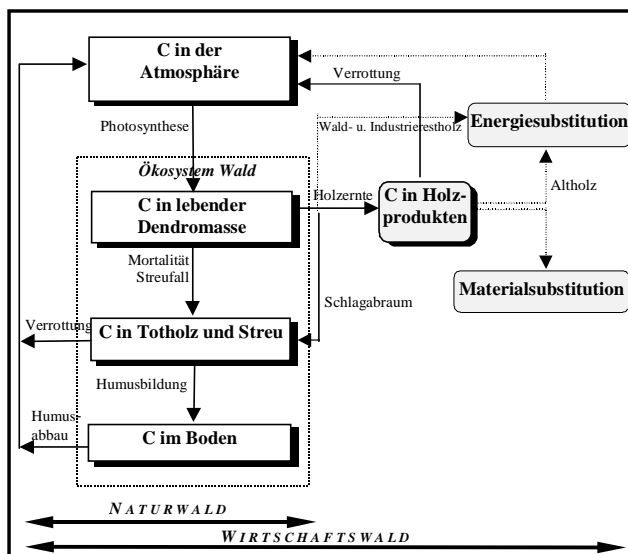 C in der
Atmosphäre
Verrottung
Photosynthese
Wald- u. Industrierestholz
Energiesubstitution
Ökosystem Wald
Altholz
C in lebender
Dendromasse
Holzernte
C in Holz-
produkten
Mortalität
Streufall
Materialsubstitution
Schlagabraum
Verrottung
C in Totholz und Streu
Humusbildung
Humus-
abbau
C im Boden
NATURWALD
WIRTSCHAFTSWALD